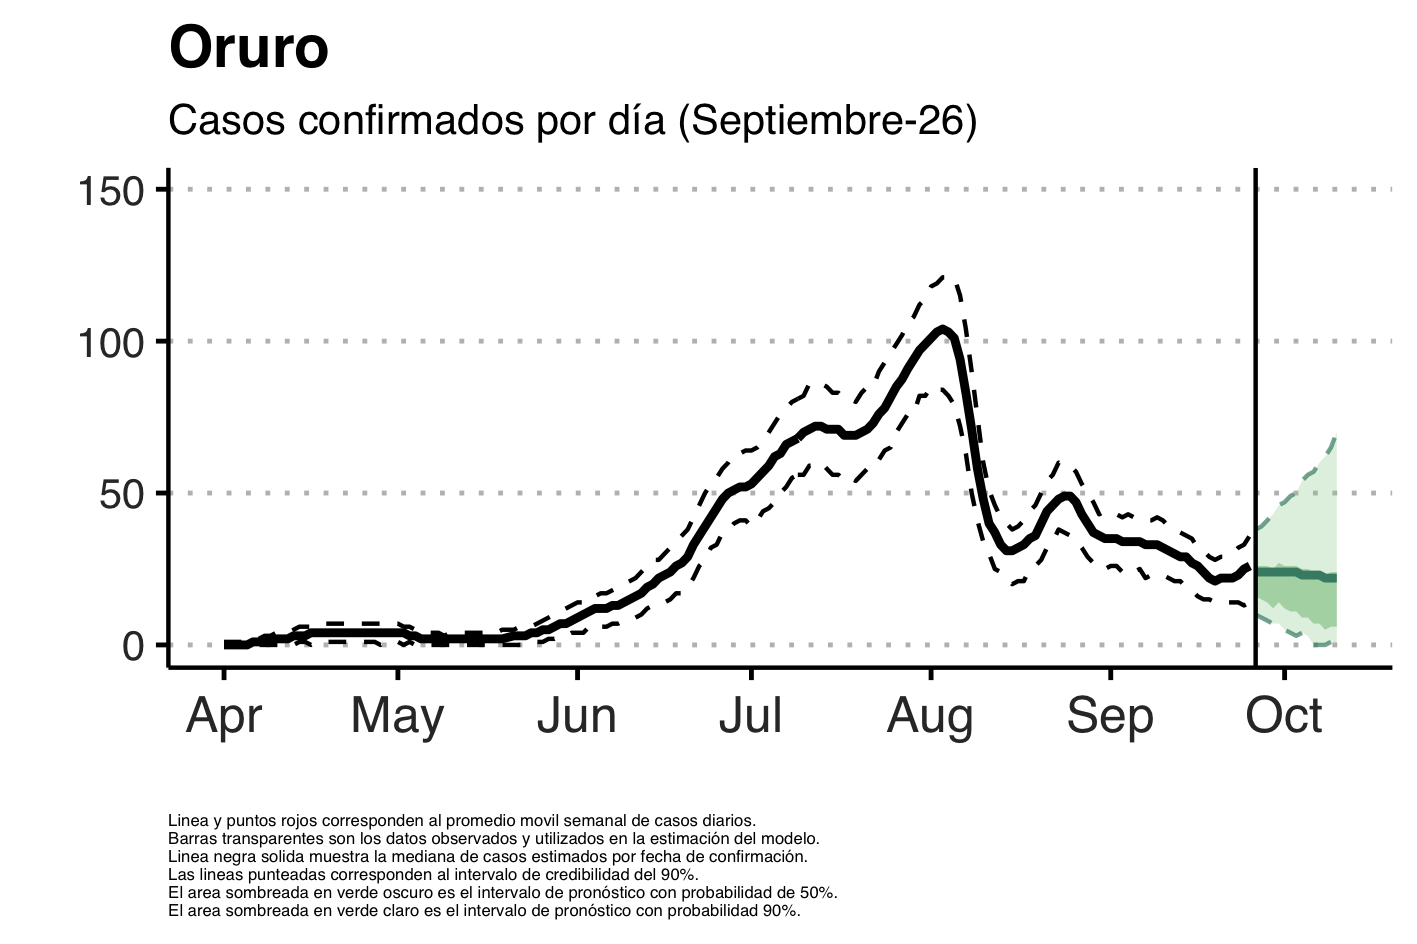 Oruro
Casos confirmados por día (Septiembre-26)
150
100
50
0
Apr May Jun Jul Aug Sep Oct
Linea y puntos rojos corresponden al promedio movil semanal de casos diarios.
Barras transparentes son los datos observados y utilizados en la estimación del modelo.
Linea negra solida muestra la mediana de casos estimados por fecha de confirmación.
Las lineas punteadas corresponden al intervalo de credibilidad del 90%.
El area sombreada en verde oscuro es el intervalo de pronóstico con probabilidad de 50%.
El area sombreada en verde claro es el intervalo de pronóstico con probabilidad 90%.